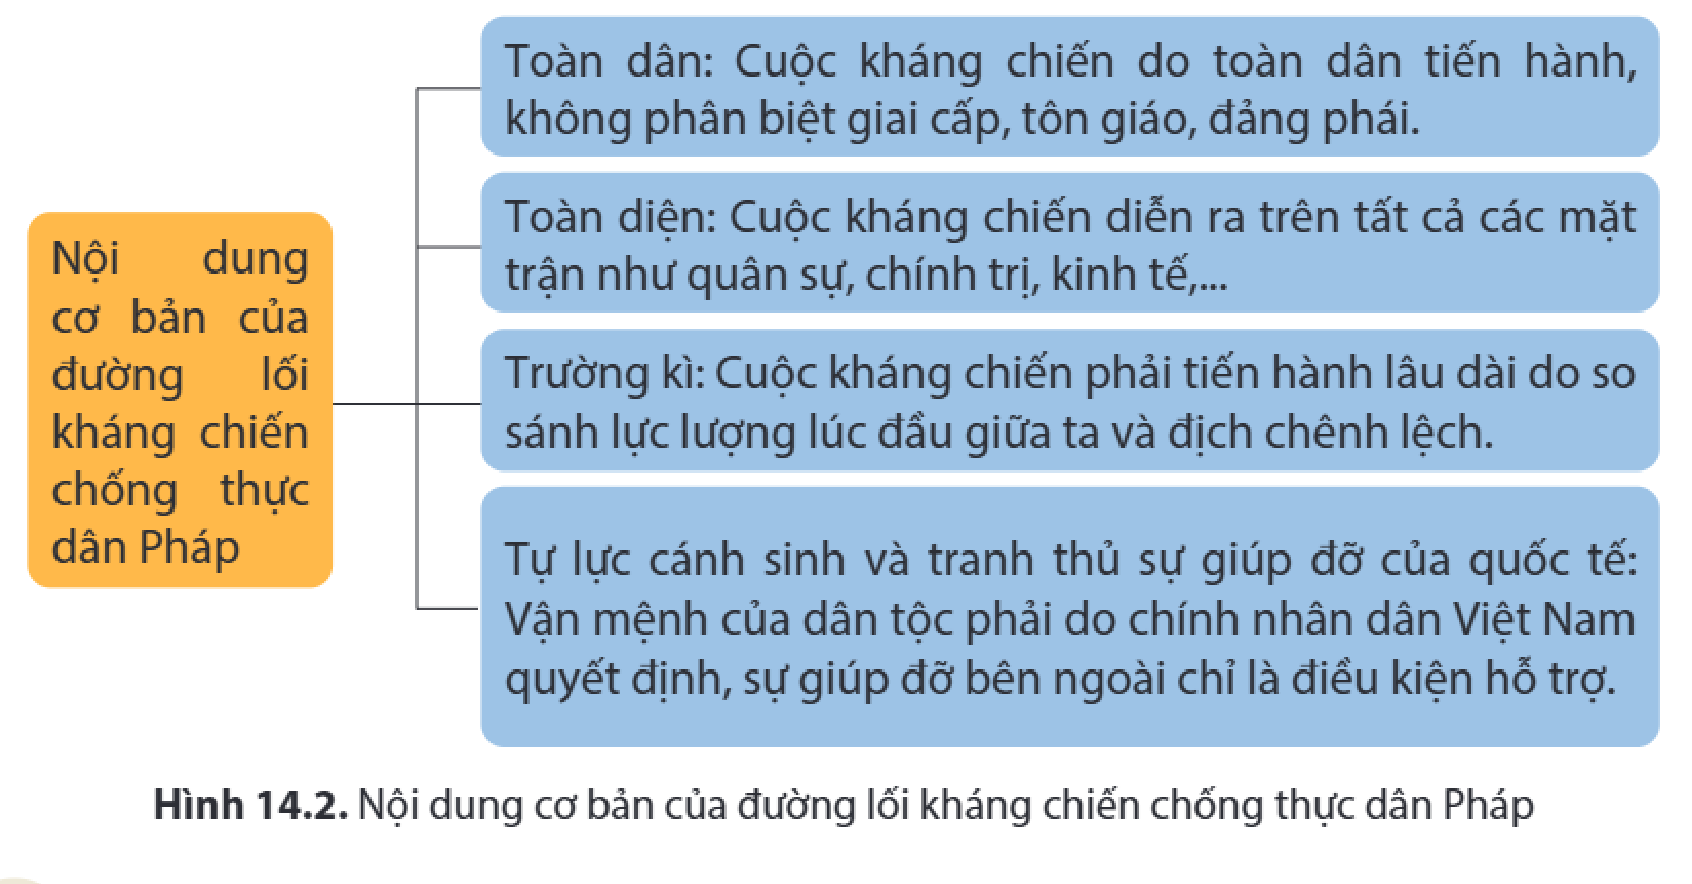 Nội dung
cơ bản của
đường lối
kháng chiến
chống thực
dân Pháp
Toàn dân: Cuộc kháng chiến do toàn dân tiến hành,
không phân biệt giai cấp, tôn giáo, đảng phái.
Toàn diện: Cuộc kháng chiến diễn ra trên tất cả các mặt
trận như quân sự, chính trị, kinh tế,...
Trường kì: Cuộc kháng chiến phải tiến hành lâu dài do so
sánh lực lượng lúc đầu giữa ta và địch chênh lệch.
Tự lực cánh sinh và tranh thủ sự giúp đỡ của quốc tế:
Vận mệnh của dân tộc phải do chính nhân dân Việt Nam
quyết định, sự giúp đỡ bên ngoài chỉ là điều kiện hỗ trợ.
Hình 14.2. Nội dung cơ bản của đường lối kháng chiến chống thực dân Pháp